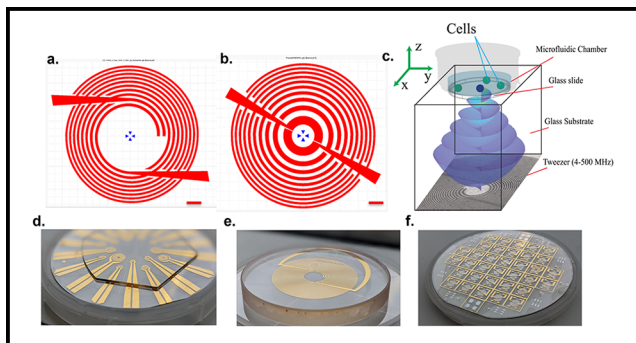 a.
b.
c.
Cells
Microfluidic Chamber
Glass slide
Glass Substrate
Tweezer (4-500 MHz)
z
y
x
d.
e.
f.